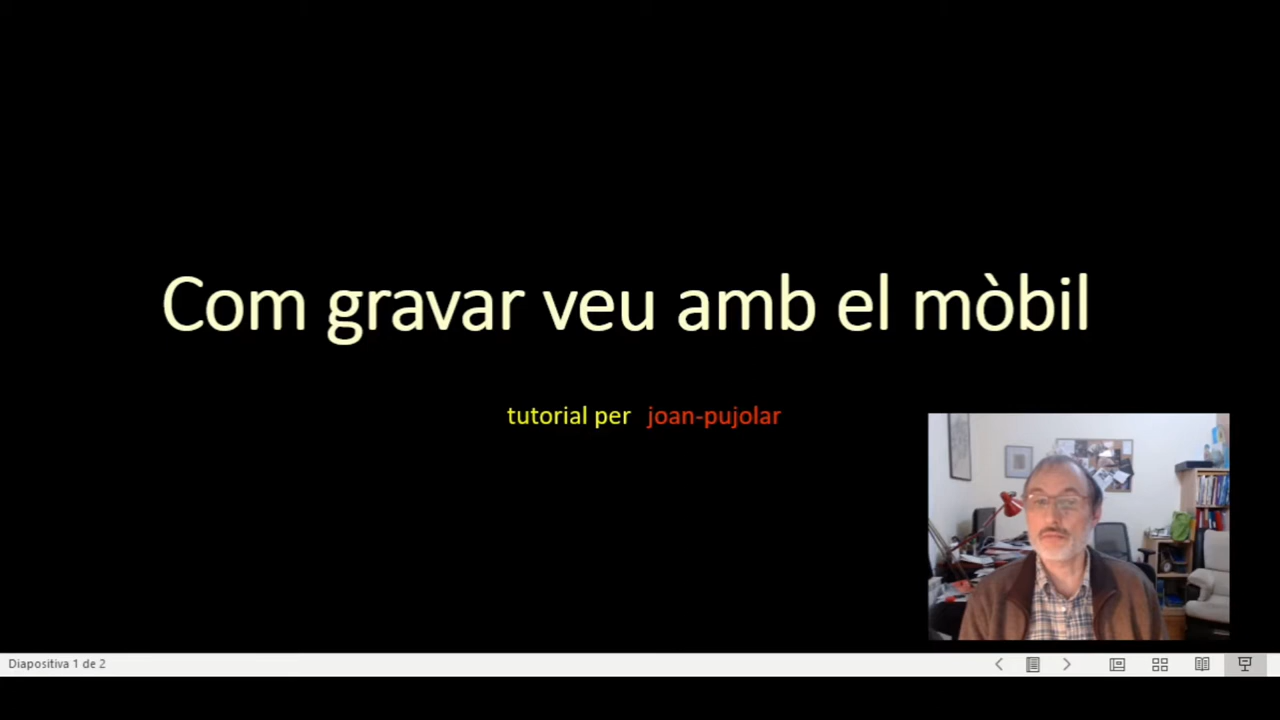 Com gravar veu amb el mòbil
tutorial per joan-pujolar
Diapositiva 1 de 2